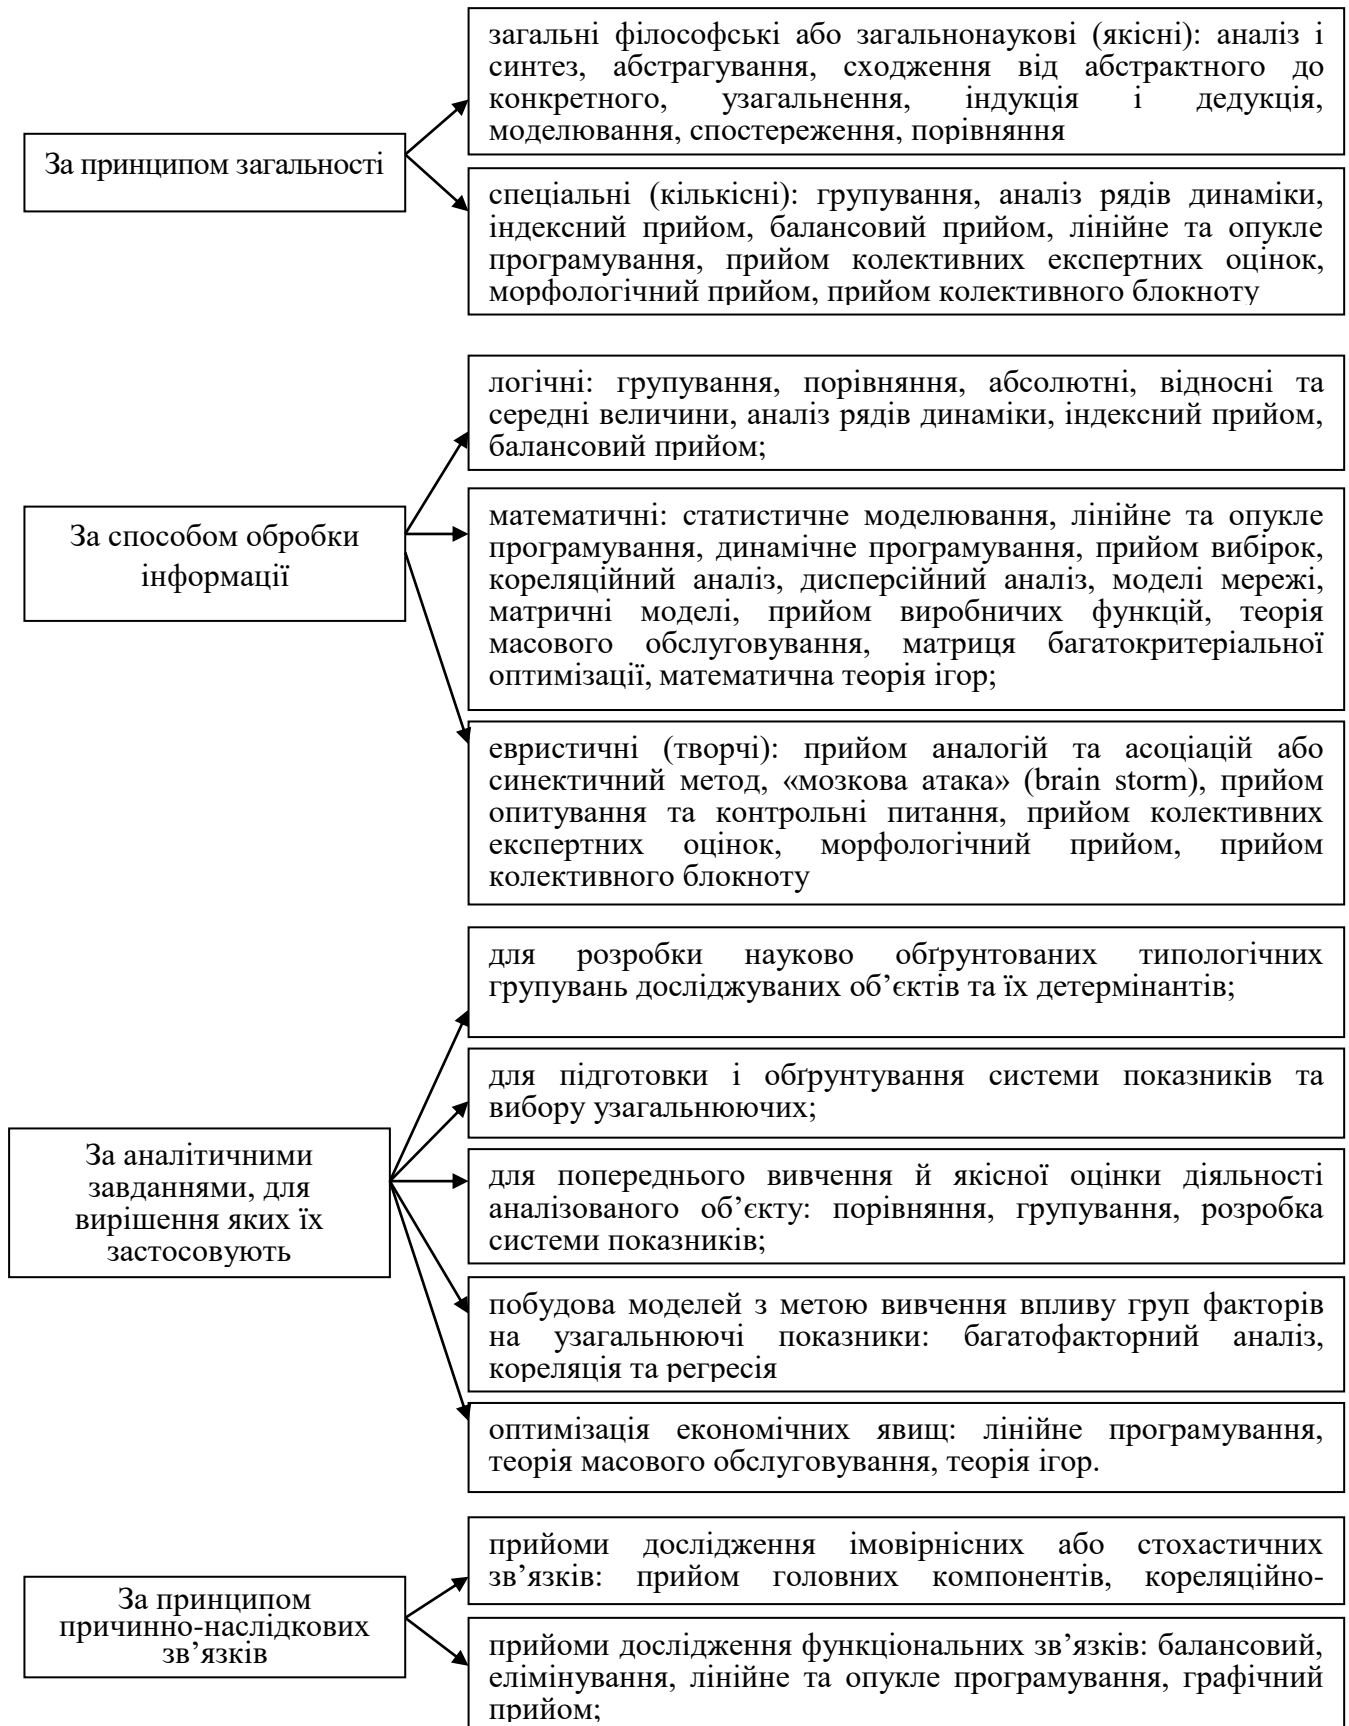 За принципом загальності
загальні філософські або загальнонаукові (якісні): аналіз і
синтез, абстрагування, сходження від абстрактного до
конкретного, узагальнення, індукція і дедукція,
моделювання, спостереження, порівняння
спеціальні (кількісні): групування, аналіз рядів динаміки,
індексний прийом, балансовий прийом, лінійне та опукле
програмування, прийом колективних експертних оцінок,
морфологічний прийом, прийом колективного блокноту
За способом обробки
інформації
логічні: групування, порівняння, абсолютні, відносні та
середні величини, аналіз рядів динаміки, індексний прийом,
балансовий прийом;
математичні: статистичне моделювання, лінійне та опукле
програмування, динамічне програмування, прийом вибірок,
кореляційний аналіз, дисперсійний аналіз, моделі мережі,
матричні моделі, прийом виробничих функцій, теорія
масового обслуговування, матриця багатокритеріальної
оптимізації, математична теорія ігор;
евристичні (творчі): прийом аналогій та асоціацій або
синектичний метод, «мозкова атака» (brain storm), прийом
опитування та контрольні питання, прийом колективних
експертних оцінок, морфологічний прийом, прийом
колективного блокноту
За аналітичними
завданнями, для
вирішення яких їх
застосовують
для розробки науково обґрунтованих типологічних
групувань досліджуваних об’єктів та їх детермінантів;
для підготовки і обґрунтування системи показників та
вибору узагальнюючих;
для попереднього вивчення й якісної оцінки діяльності
аналізованого об’єкту: порівняння, групування, розробка
системи показників;
побудова моделей з метою вивчення впливу груп факторів
на узагальнюючі показники: багатофакторний аналіз,
кореляція та регресія
оптимізація економічних явищ: лінійне програмування,
теорія масового обслуговування, теорія ігор.
За принципом
причинно-наслідкових
зв’язків
прийоми дослідження імовірнісних або стохастичних
зв’язків: прийом головних компонентів, кореляційно-
прийоми дослідження функціональних зв’язків: балансовий,
елімінування, лінійне та опукле програмування, графічний
прийом;